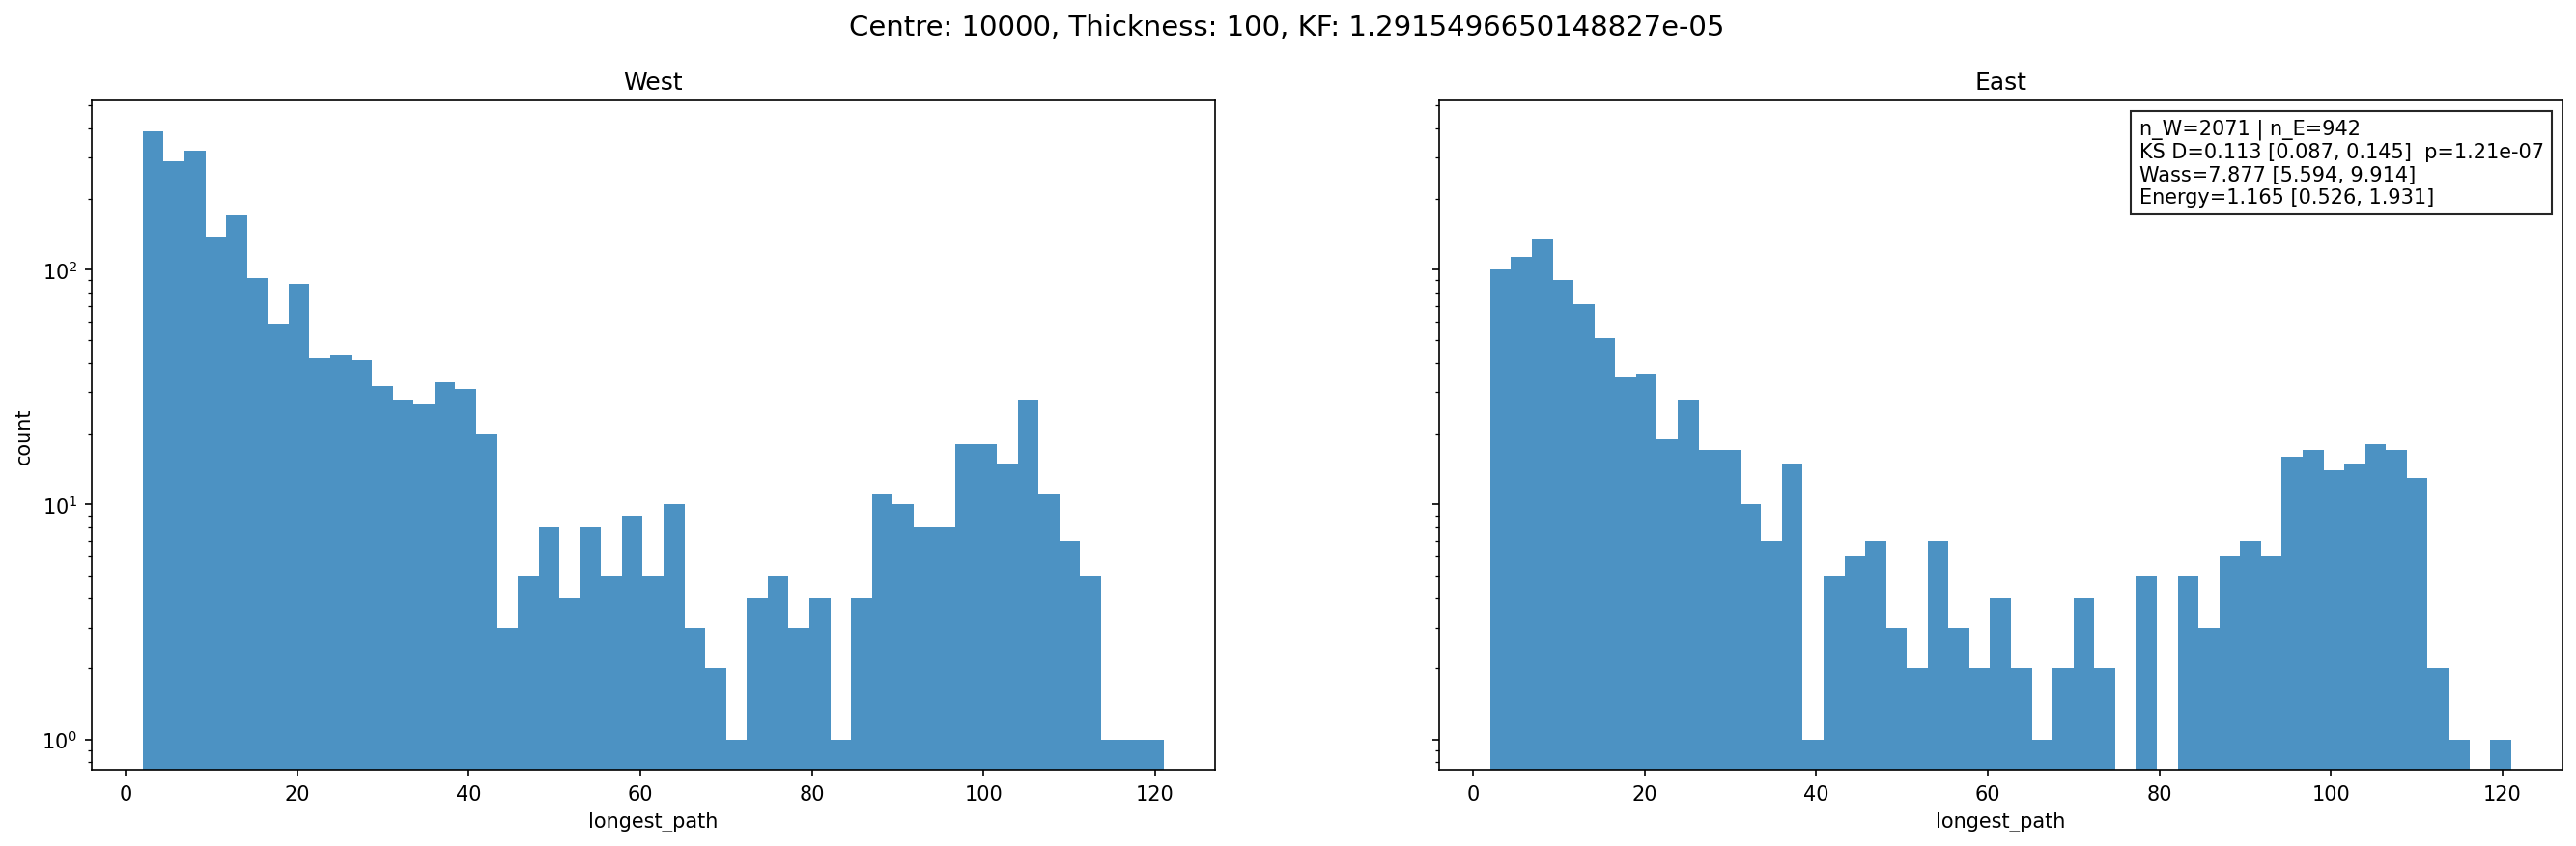 Centre: 10000, Thickness: 100, KF: 1.2915496650148827e-05
West
East
n_W=2071 | n_E=942
KS D=0.113 [0.087, 0.145]  p=1.21e-07
Wass=7.877 [5.594, 9.914]
Energy=1.165 [0.526, 1.931]
count
10²
10¹
10⁰
0 20 40 60 80 100 120
0 20 40 60 80 100 120
longest_path
longest_path